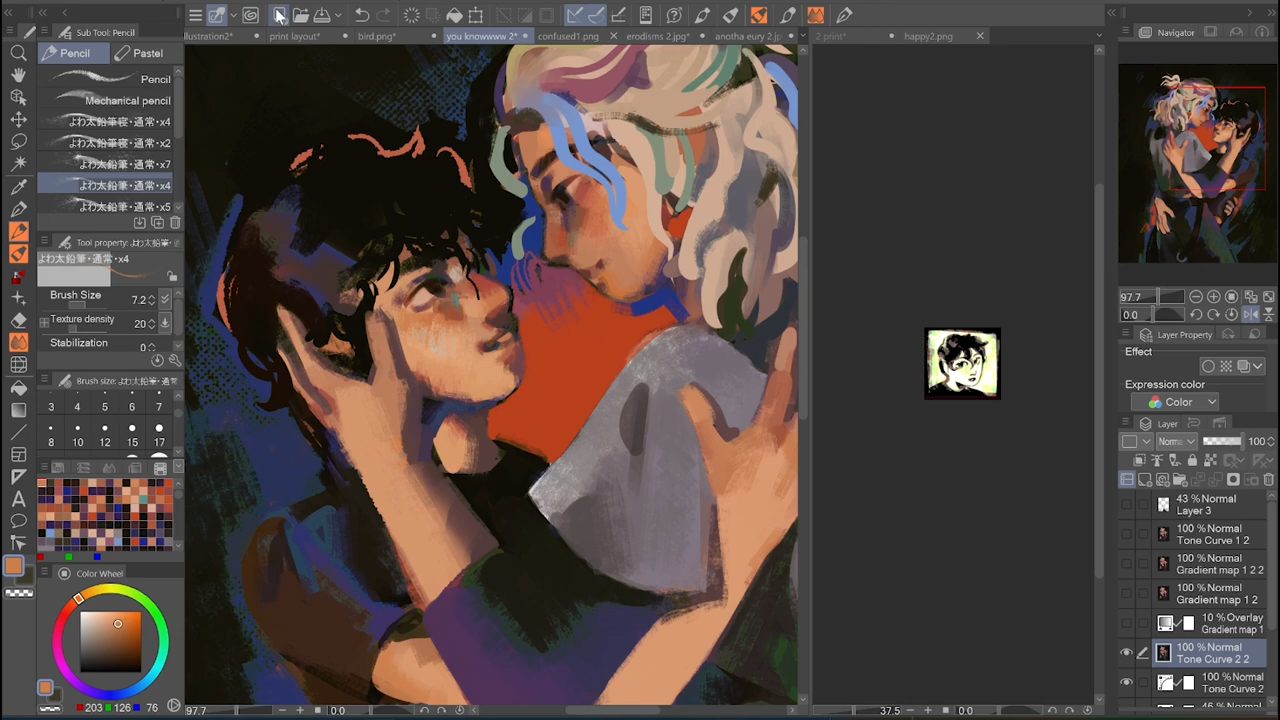 Sub Tool: Pencil
llustration2*
print layout*
bird.png*
you knowwww 2*
confused1.png
erodisms 2.jpg*
anotha eury 2.jp
2 print*
happy2.png
Navigator
Pencil
Pastel
Pencil
Mechanical pencil
よわ太鉛筆寝・通常・x4
よわ太鉛筆寝・通常・x2
よわ太鉛筆・通常・x7
よわ太鉛筆・通常・x4
よわ太鉛筆・通常・x5
Tool property: よわ太鉛筆・
よわ太鉛筆・通常・x4
Brush Size 7.2
Texture density 20
Stabilization 0
Brush size: よわ太鉛筆・通常
3 4 5 6 7
8 10 12 15 17
Color Wheel
203 126 76
97.7 0.0
37.5 0.0
97.7
0.0
Layer Property
Effect
Expression color
Color
Layer
Norma 100
43 % Normal
Layer 3
100 % Normal
Tone Curve 1 2
100 % Normal
Gradient map 1 2 2
100 % Normal
Gradient map 1 2
10 % Overlay
Gradient map 1
100 % Normal
Tone Curve 2 2
100 % Normal
Tone Curve 2
46 % Normal